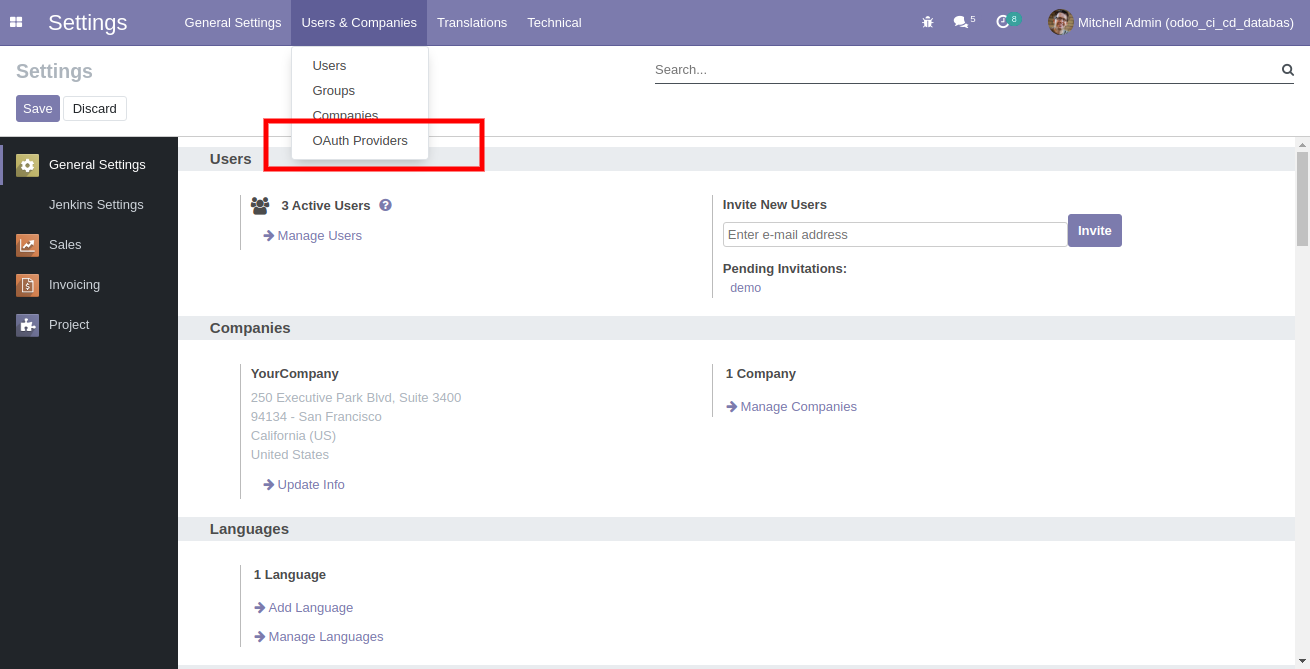 Settings General Settings Users & Companies Translations Technical 5 8 Mitchell Admin (odoo_ci_cd_databas)
Users
Groups
Companies
OAuth Providers
Settings
Search...
Save Discard
General Settings
Jenkins Settings
Sales
Invoicing
Project
Users
3 Active Users ?
Manage Users
Invite New Users
Enter e-mail address Invite
Pending Invitations:
demo
Companies
YourCompany
250 Executive Park Blvd, Suite 3400
94134 - San Francisco
California (US)
United States
Update Info
1 Company
Manage Companies
Languages
1 Language
Add Language
Manage Languages